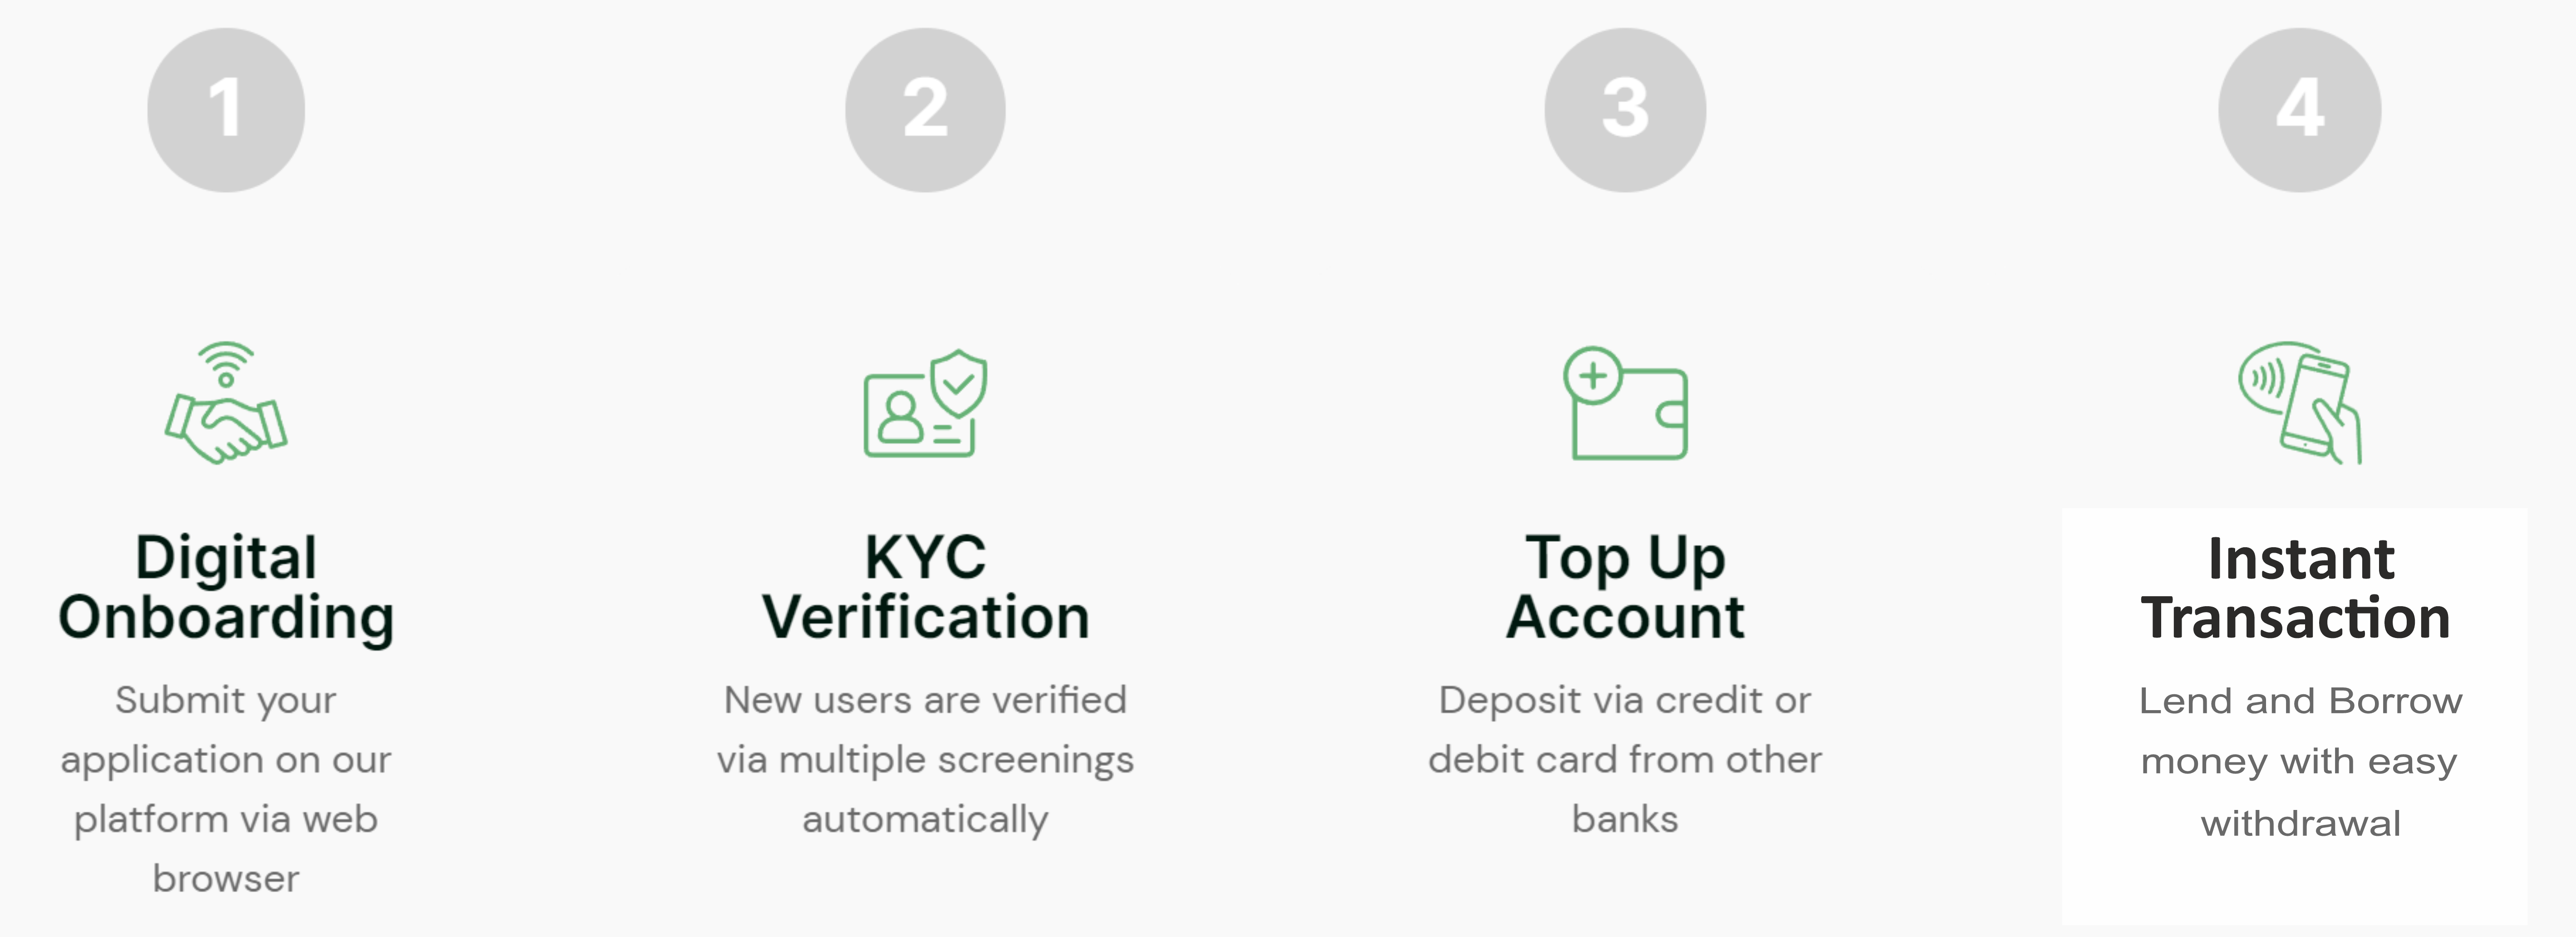 1
2
3
4
Digital
Onboarding
Submit your
application on our
platform via web
browser
KYC
Verification
New users are verified
via multiple screenings
automatically
Top Up
Account
Deposit via credit or
debit card from other
banks
Instant
Transaction
Lend and Borrow
money with easy
withdrawal